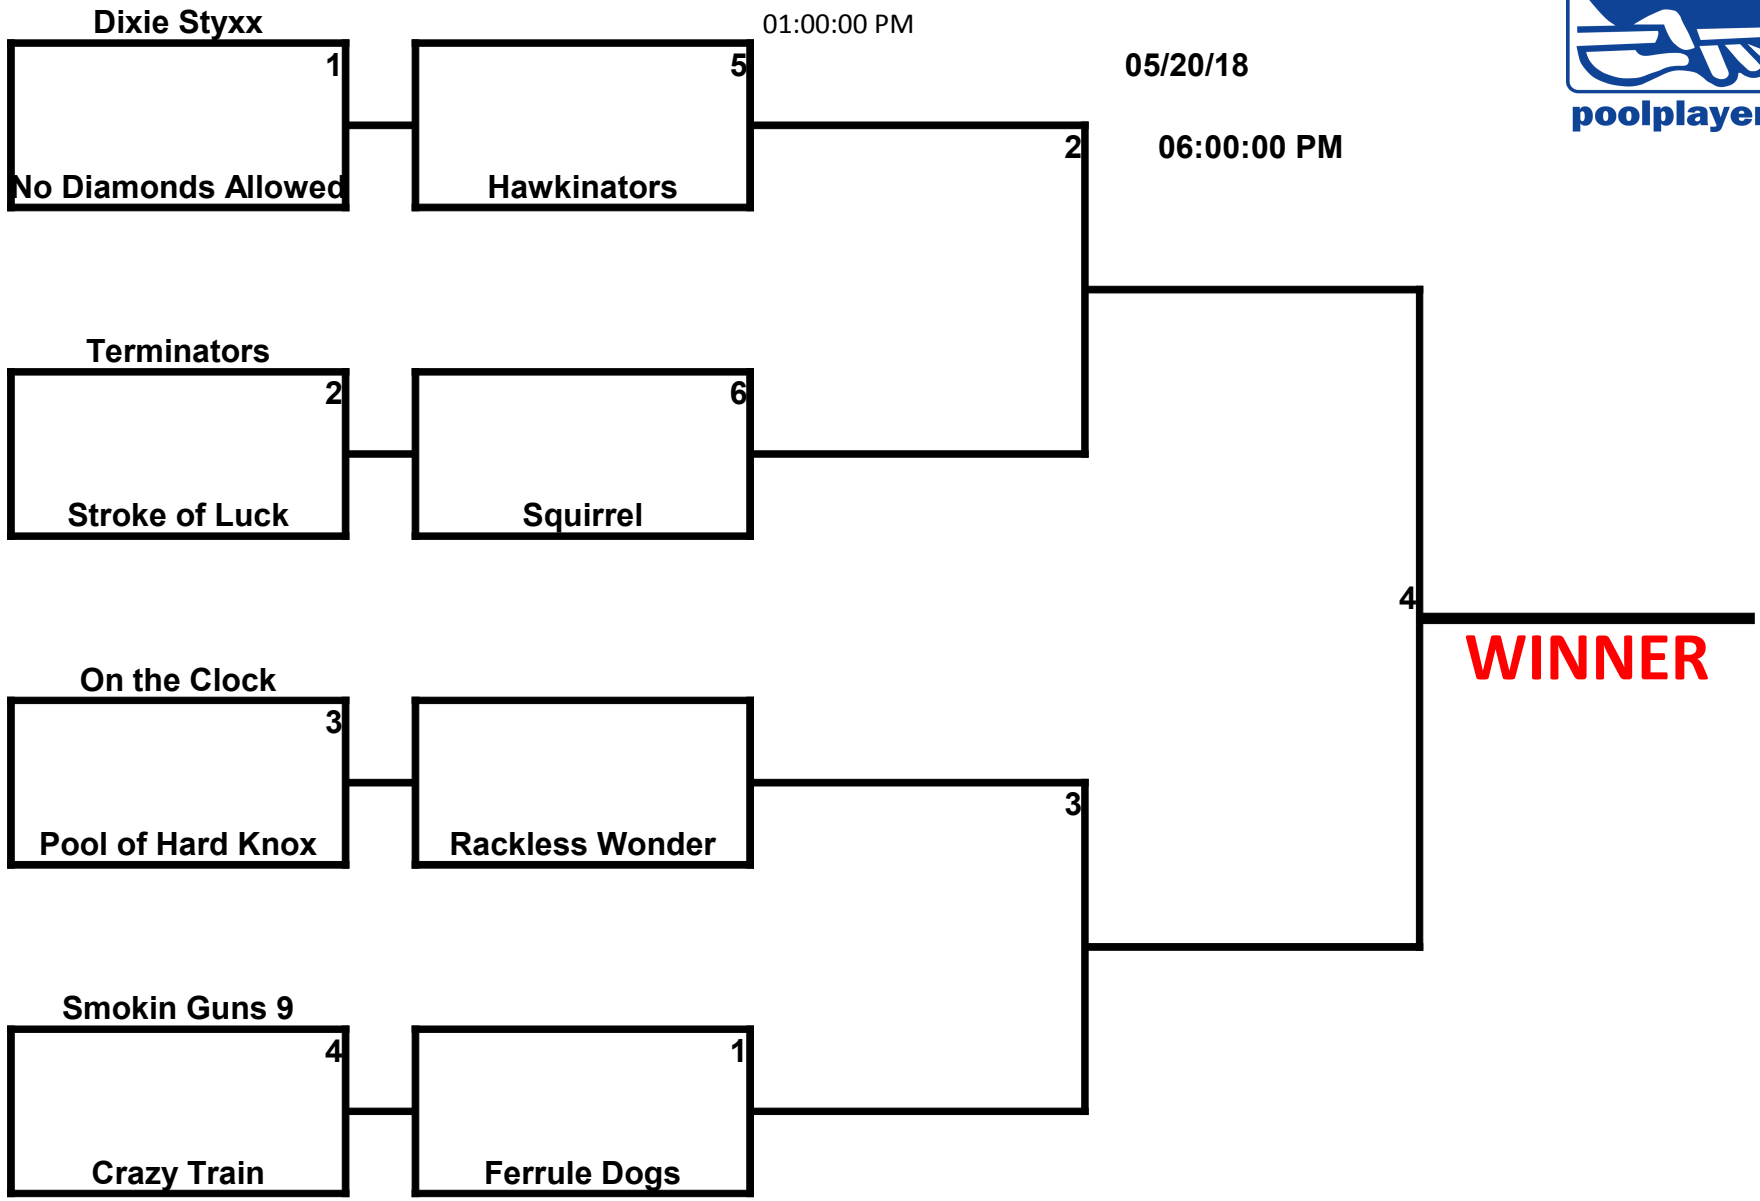 Dixie Styxx
01:00:00 PM
1
5
05/20/18
poolplayer
2
06:00:00 PM
No Diamonds Allowed
Hawkinators
Terminators
2
6
Stroke of Luck
Squirrel
4
WINNER
On the Clock
3
3
Pool of Hard Knox
Rackless Wonder
Smokin Guns 9
4
1
Crazy Train
Ferrule Dogs